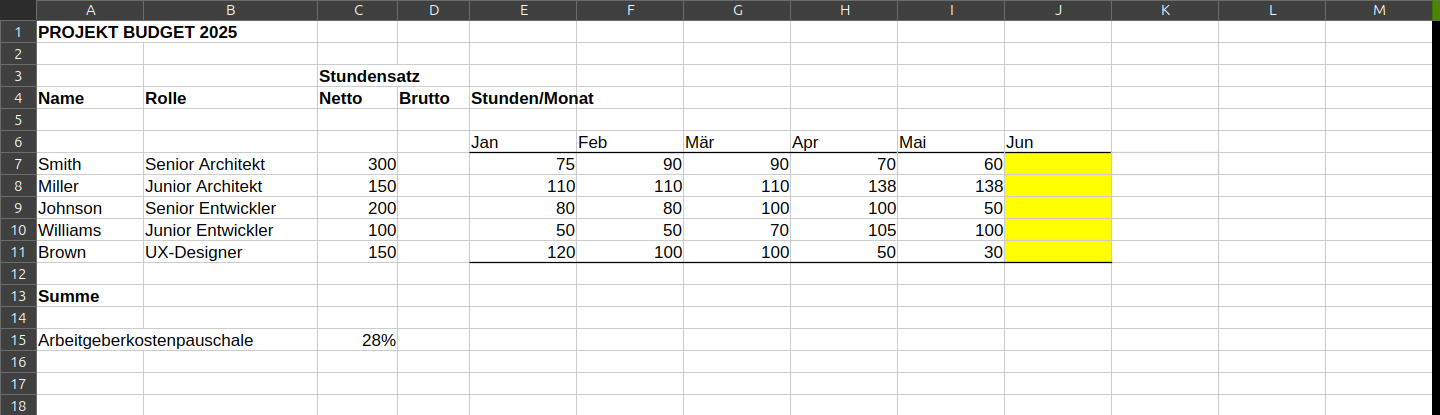 A B C D E F G H I J K L M
1 PROJEKT BUDGET 2025
2
3 Stundensatz
4 Name Rolle Netto Brutto Stunden/Monat
5
6 Jan Feb Mär Apr Mai Jun
7 Smith Senior Architekt 300 75 90 90 70 60
8 Miller Junior Architekt 150 110 110 110 138 138
9 Johnson Senior Entwickler 200 80 80 100 100 50
10 Williams Junior Entwickler 100 50 50 70 105 100
11 Brown UX-Designer 150 120 100 100 50 30
12
13 Summe
14
15 Arbeitgeberkostenpauschale 28%
16
17
18